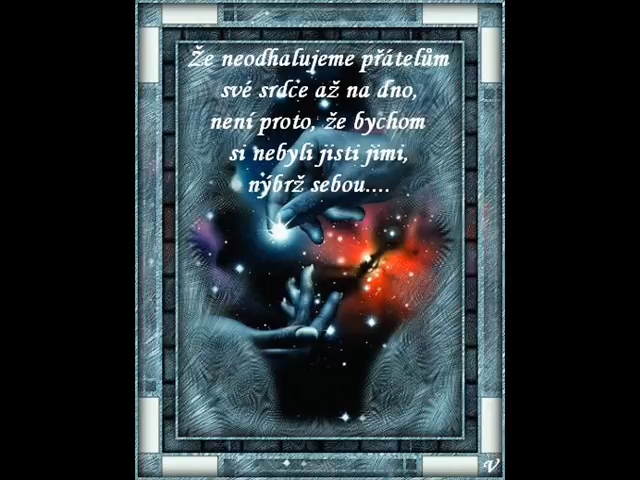 Že neodhalujeme přátelům
své srdce až na dno,
není proto, že bychom
si nebyli jisti jimi,
nýbrž sebou....
V